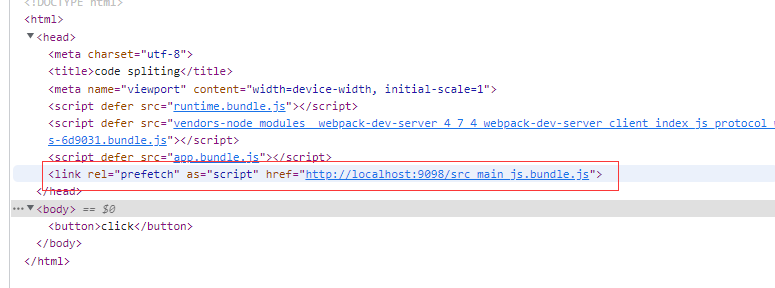 <!DOCTYPE html>
<html>
<head>
<meta charset="utf-8">
<title>code spliting</title>
<meta name="viewport" content="width=device-width, initial-scale=1">
<script defer src="runtime.bundle.js"></script>
<script defer src="vendors-node_modules__webpack-dev-server_4_7_4_webpack-dev-server_client_index_js_protocol
s-6d9031.bundle.js"></script>
<script defer src="app.bundle.js"></script>
<link rel="prefetch" as="script" href="http://localhost:9098/src_main_js.bundle.js">
</head>
••• <body> == $0
<button>click</button>
</body>
</html>